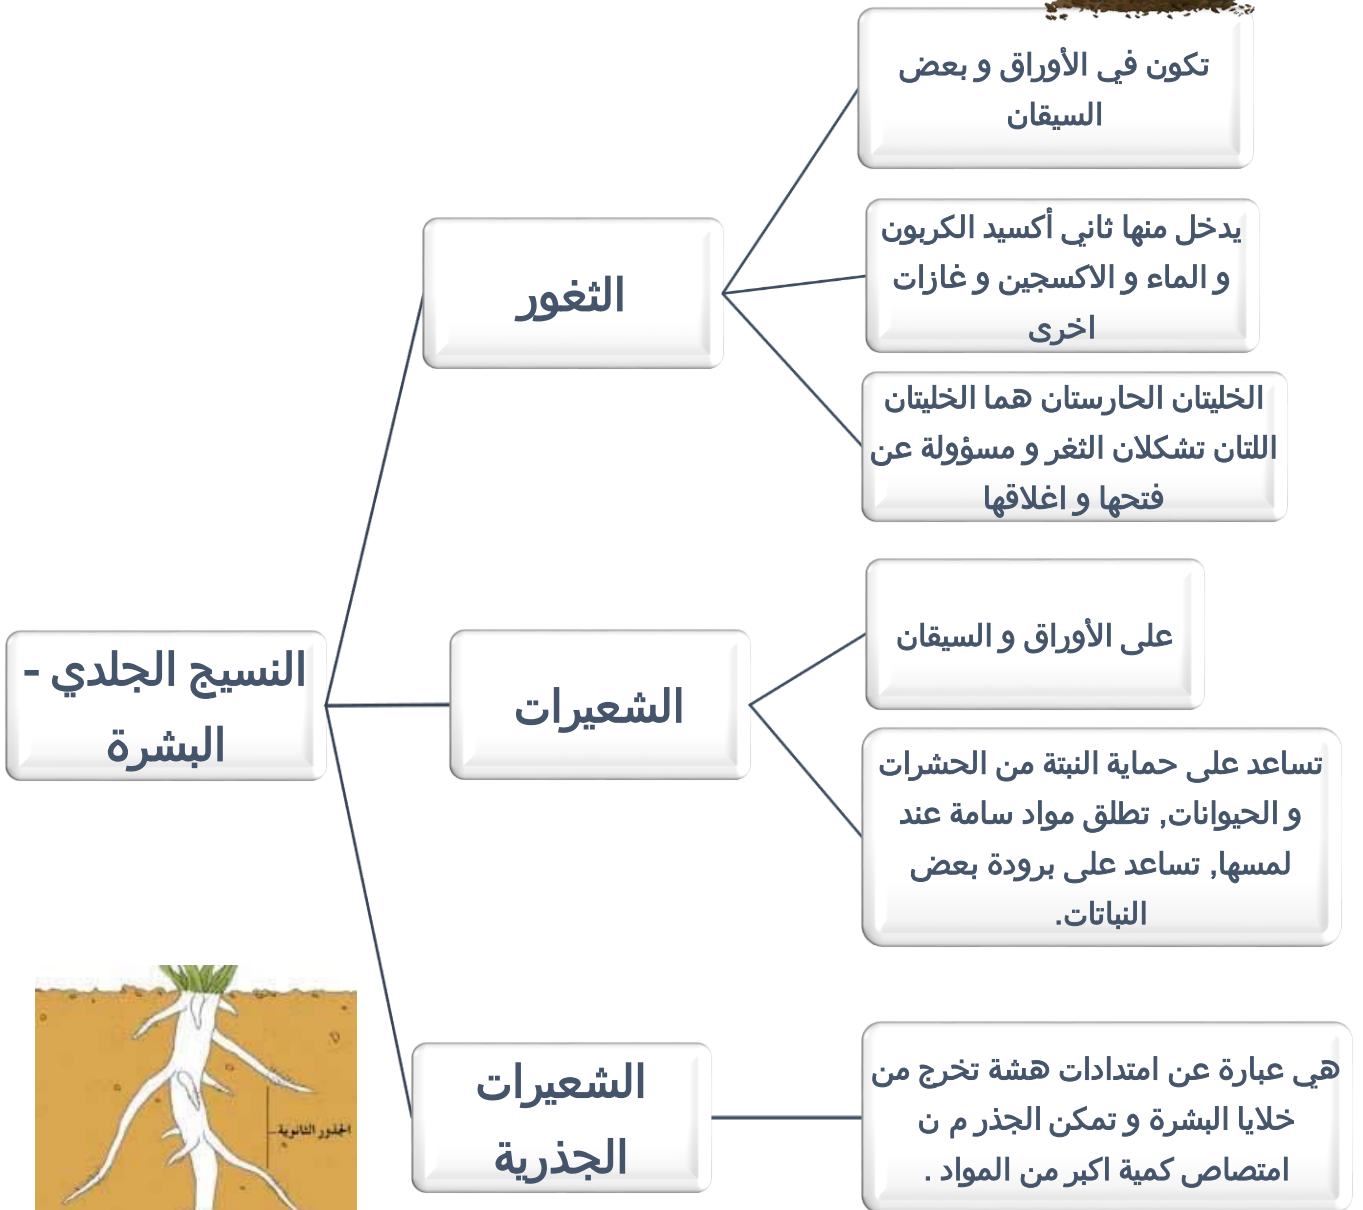 النسيج الجلدي -
البشرة
الثغور
تكون في الأوراق و بعض
السيقان
يدخل منها ثاني أكسيد الكربون
و الماء و الاكسجين و غازات
اخرى
الخليتان الحارستان هما الخليتان
اللتان تشكلان الثغر و مسؤولة عن
فتحها و اغلاقها
الشعيرات
على الأوراق و السيقان
تساعد على حماية النبتة من الحشرات
و الحيوانات, تطلق مواد سامة عند
لمسها, تساعد على برودة بعض
النباتات.
الشعيرات
الجذرية
هي عبارة عن امتدادات هشة تخرج من
خلايا البشرة و تمكن الجذر م ن
امتصاص كمية اكبر من المواد .
الجذور الثانوية